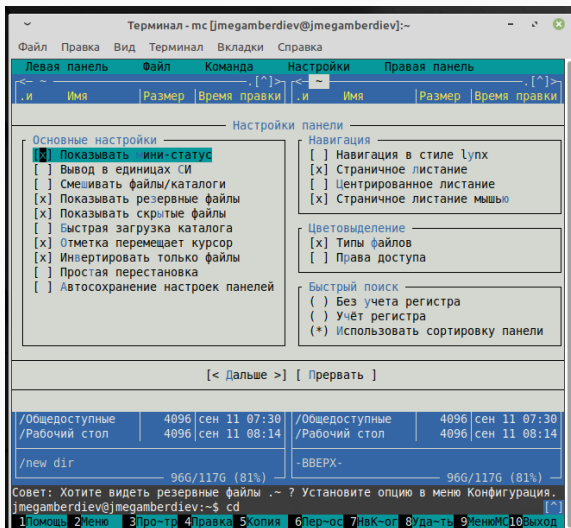 Терминал - mc [jmegamberdiev@jmegamberdiev]:~
Файл Правка Вид Терминал Вкладки Справка
Левая панель Файл Команда Настройки Правая панель
<— ~ .[^]> <— ~ .[^]>
.и Имя Размер Время правки .и Имя Размер Время правки
Настройки панели
Основные настройки
[x] Показывать мини-статус
[ ] Вывод в единицах СИ
[ ] Смешивать файлы/каталоги
[x] Показывать резервные файлы
[x] Показывать скрытые файлы
[ ] Быстрая загрузка каталога
[x] Отметка перемещает курсор
[x] Инвертировать только файлы
[ ] Простая перестановка
[ ] Автосохранение настроек панелей
Навигация
[ ] Навигация в стиле lynx
[x] Страничное листание
[ ] Центрированное листание
[x] Страничное листание мышью
Цветовыделение
[x] Типы файлов
[ ] Права доступа
Быстрый поиск
( ) Без учета регистра
( ) Учёт регистра
(*) Использовать сортировку панели
[< Дальше >] [ Прервать ]
/Общедоступные 4096 сен 11 07:30 /Общедоступные 4096 сен 11 07:30
/Рабочий стол 4096 сен 11 08:14 /Рабочий стол 4096 сен 11 08:14
/new dir -ВВЕРХ-
96G/117G (81%) 96G/117G (81%)
Совет: Хотите видеть резервные файлы .~ ? Установите опцию в меню Конфигурация.
jmegamberdiev@jmegamberdiev:~$ cd [^]
1Помощь 2Меню 3Про~тр 4Правка 5Копия 6Пер~ос 7НвК~ог 8Уда~ть 9МенюМС 10Выход